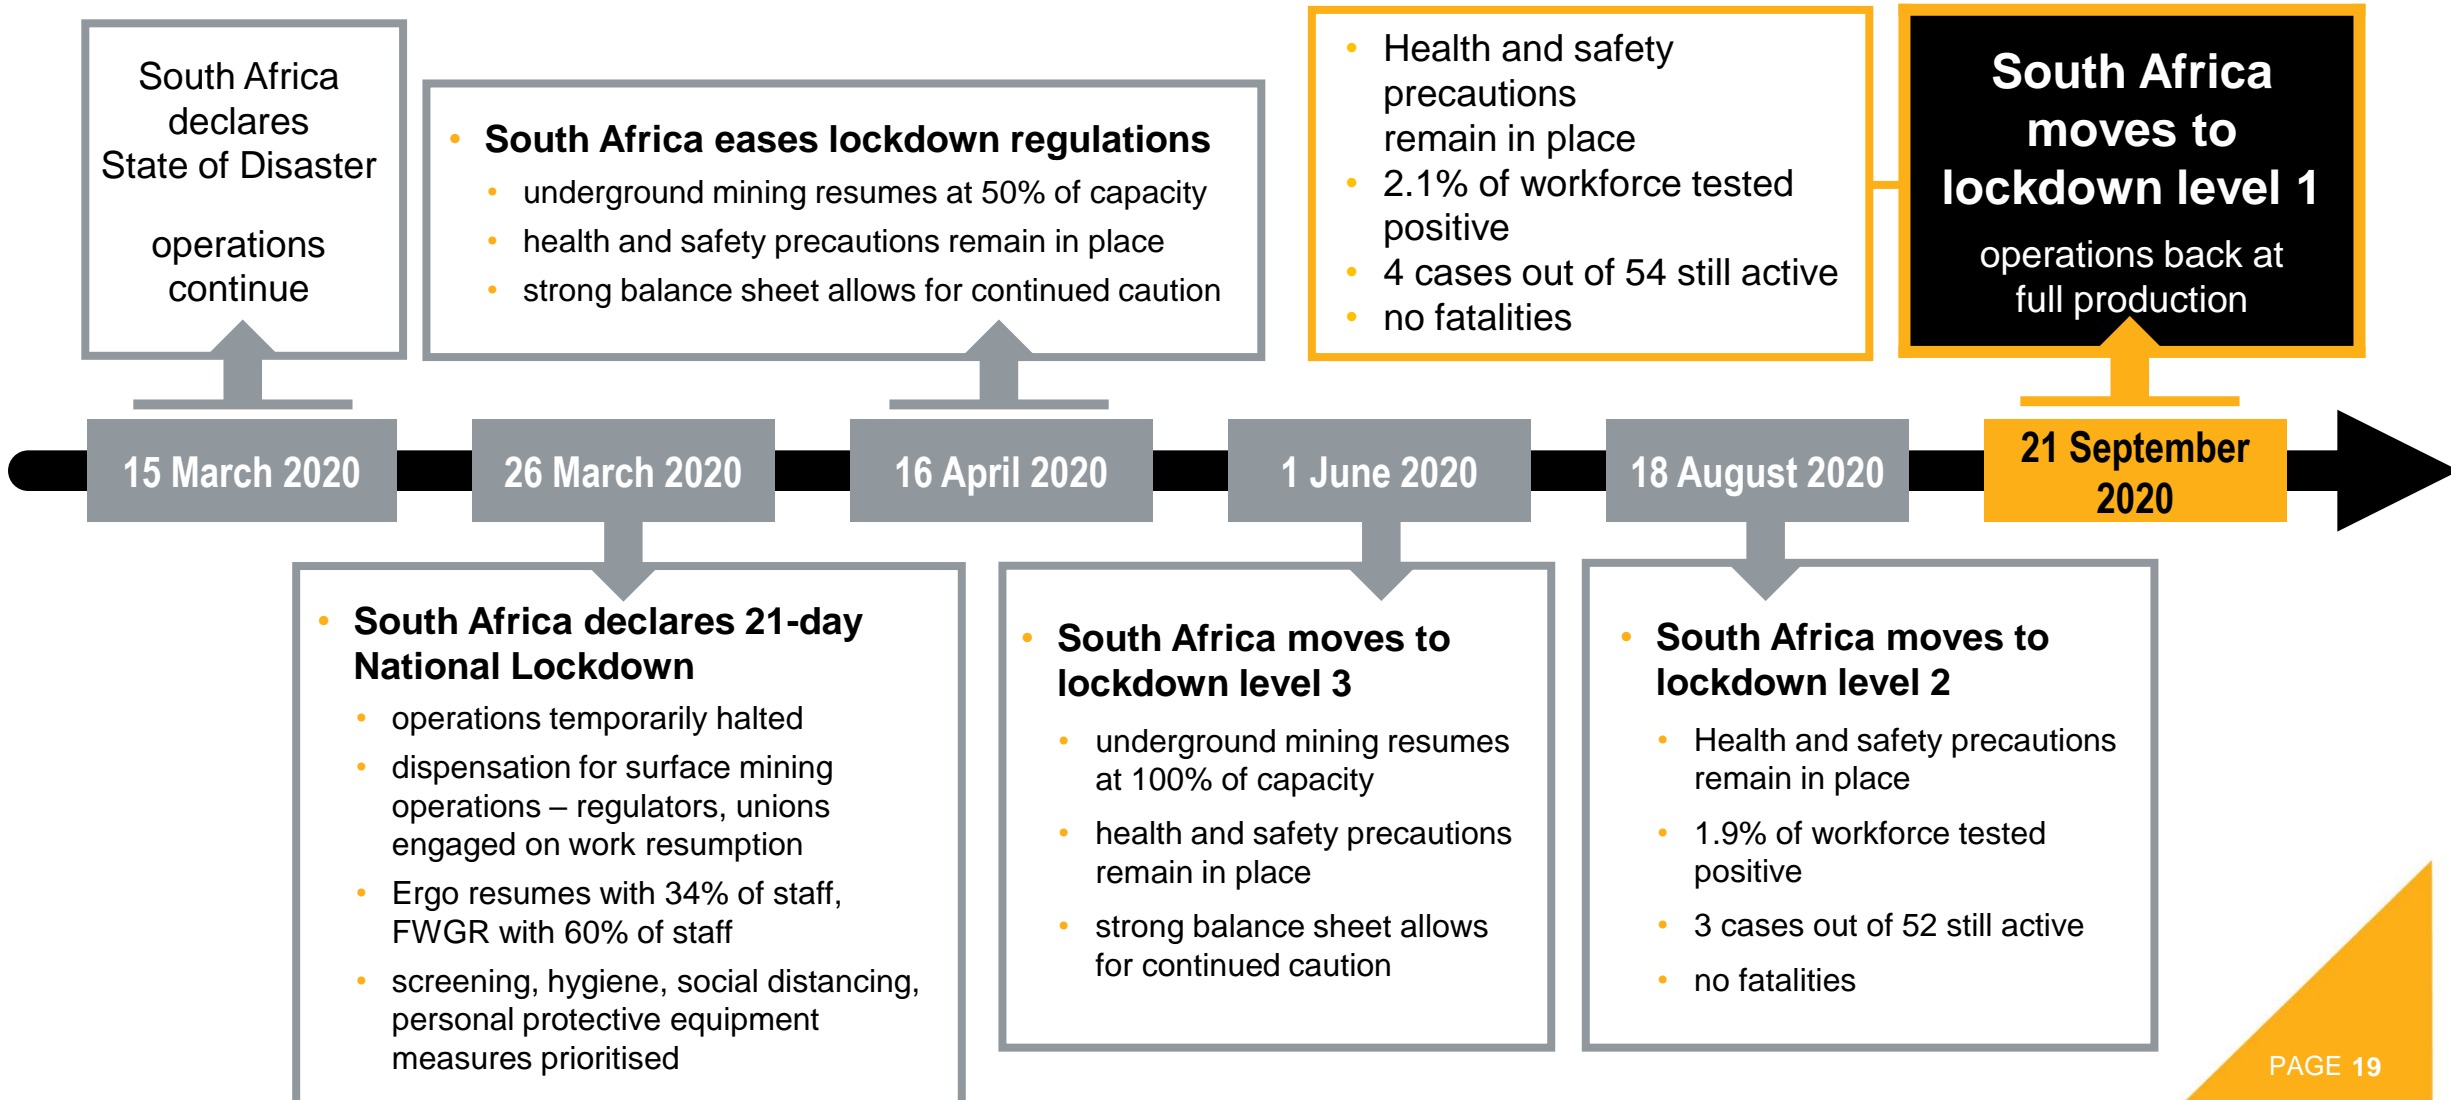 South Africa
declares
State of Disaster
operations
continue
• South Africa eases lockdown regulations
• underground mining resumes at 50% of capacity
• health and safety precautions remain in place
• strong balance sheet allows for continued caution
• Health and safety
precautions
remain in place
• 2.1% of workforce tested
positive
• 4 cases out of 54 still active
• no fatalities
South Africa
moves to
lockdown level 1
operations back at
full production
15 March 2020
26 March 2020
16 April 2020
1 June 2020
18 August 2020
21 September
2020
• South Africa declares 21-day
National Lockdown
• operations temporarily halted
• dispensation for surface mining
operations – regulators, unions
engaged on work resumption
• Ergo resumes with 34% of staff,
FWGR with 60% of staff
• screening, hygiene, social distancing,
personal protective equipment
measures prioritised
• South Africa moves to
lockdown level 3
• underground mining resumes
at 100% of capacity
• health and safety precautions
remain in place
• strong balance sheet allows
for continued caution
• South Africa moves to
lockdown level 2
• Health and safety precautions
remain in place
• 1.9% of workforce tested
positive
• 3 cases out of 52 still active
• no fatalities
PAGE 19